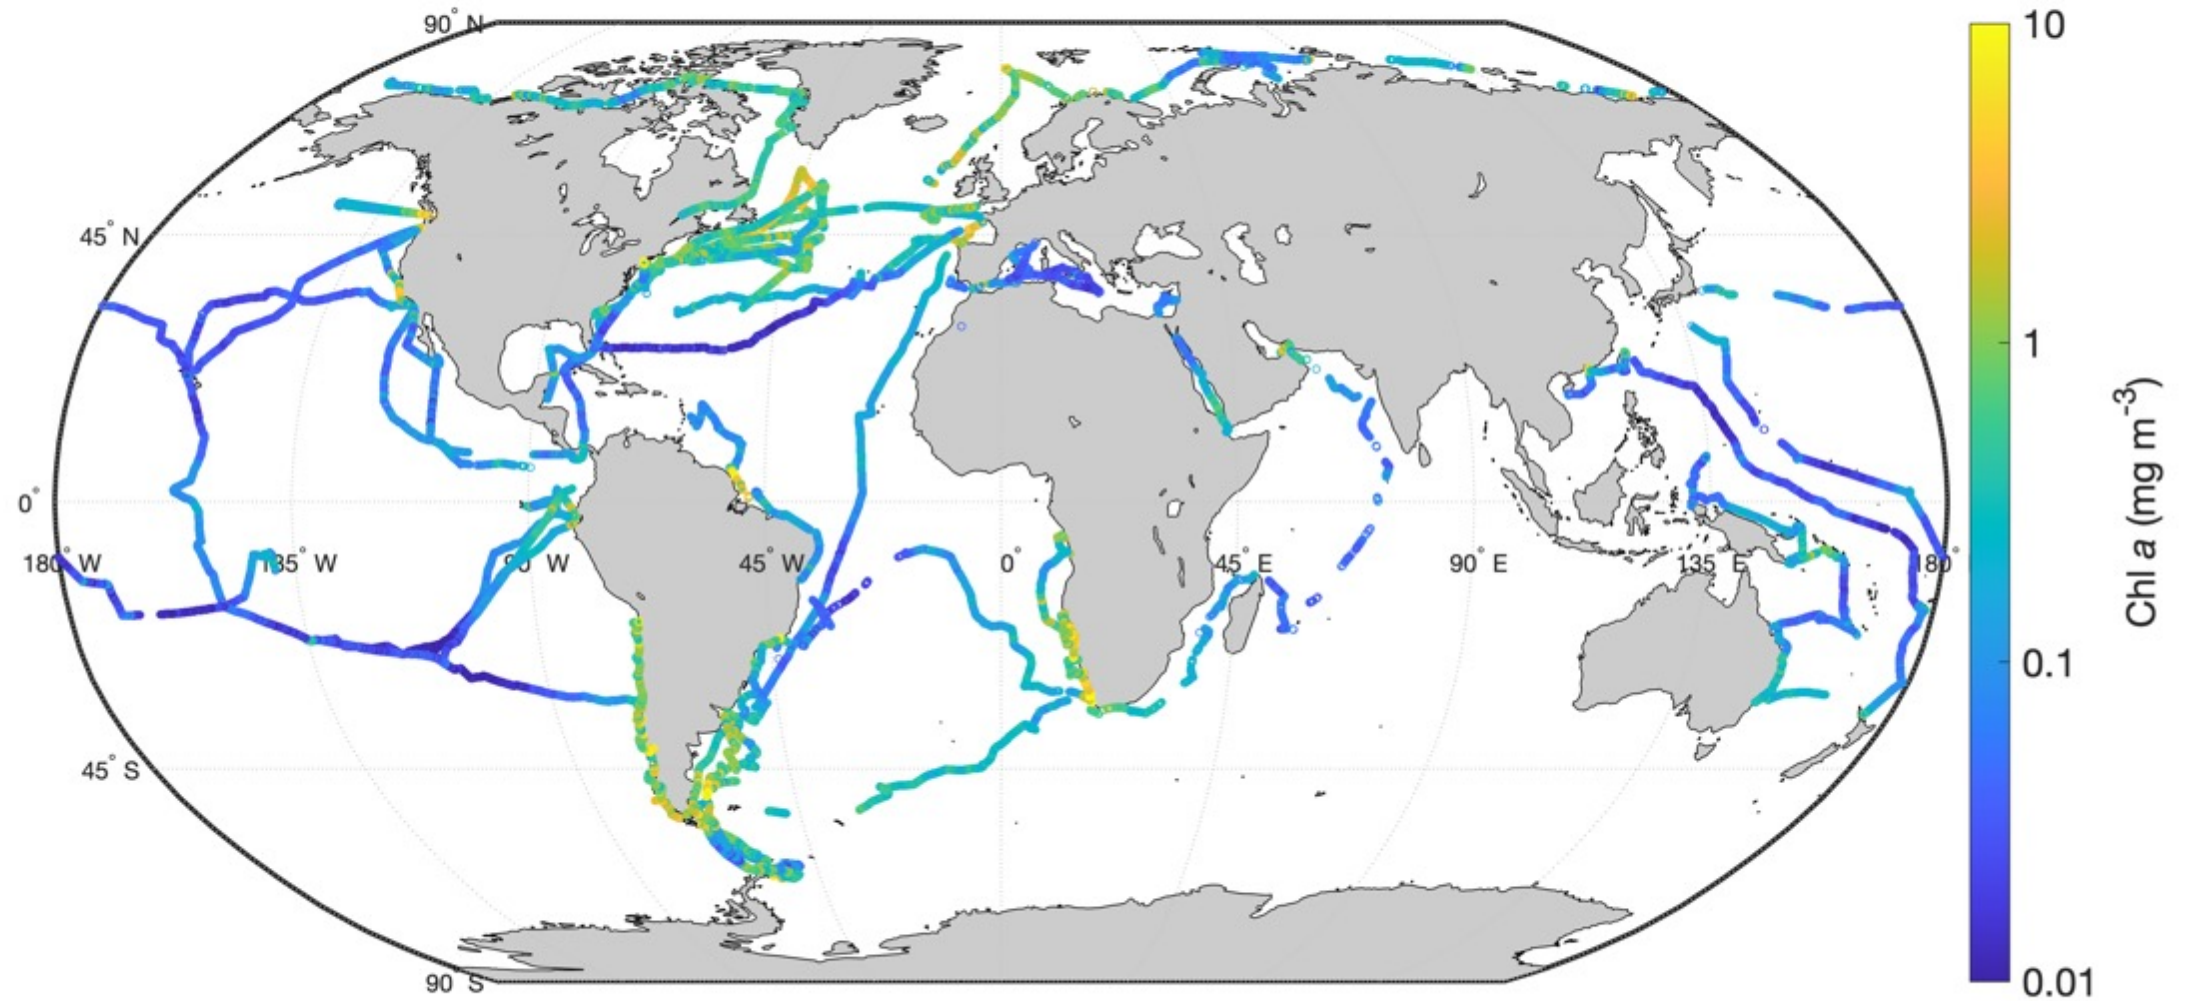 90° N
45° N
0°
180° W
135° W
90° W
45° W
0°
45° E
90° E
135° E
180°
45° S
90° S
10
1
0.1
0.01
Chl a (mg m⁻³)